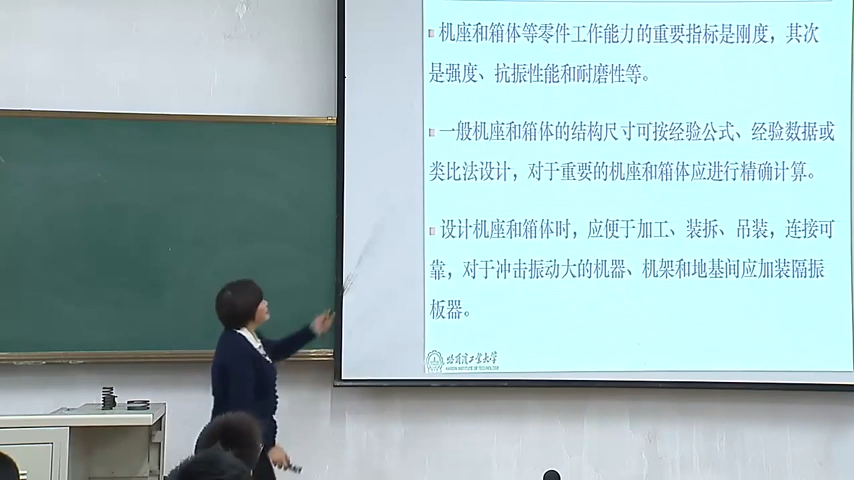 机座和箱体等零件工作能力的重要指标是刚度，其次
是强度、抗振性能和耐磨性等。
一般机座和箱体的结构尺寸可按经验公式、经验数据或
类比法设计，对于重要的机座和箱体应进行精确计算。
设计机座和箱体时，应便于加工、装拆、吊装，连接可
靠，对于冲击振动大的机器、机架和地基间应加装隔振
板器。
哈尔滨工业大学
HARBIN INSTITUTE OF TECHNOLOGY